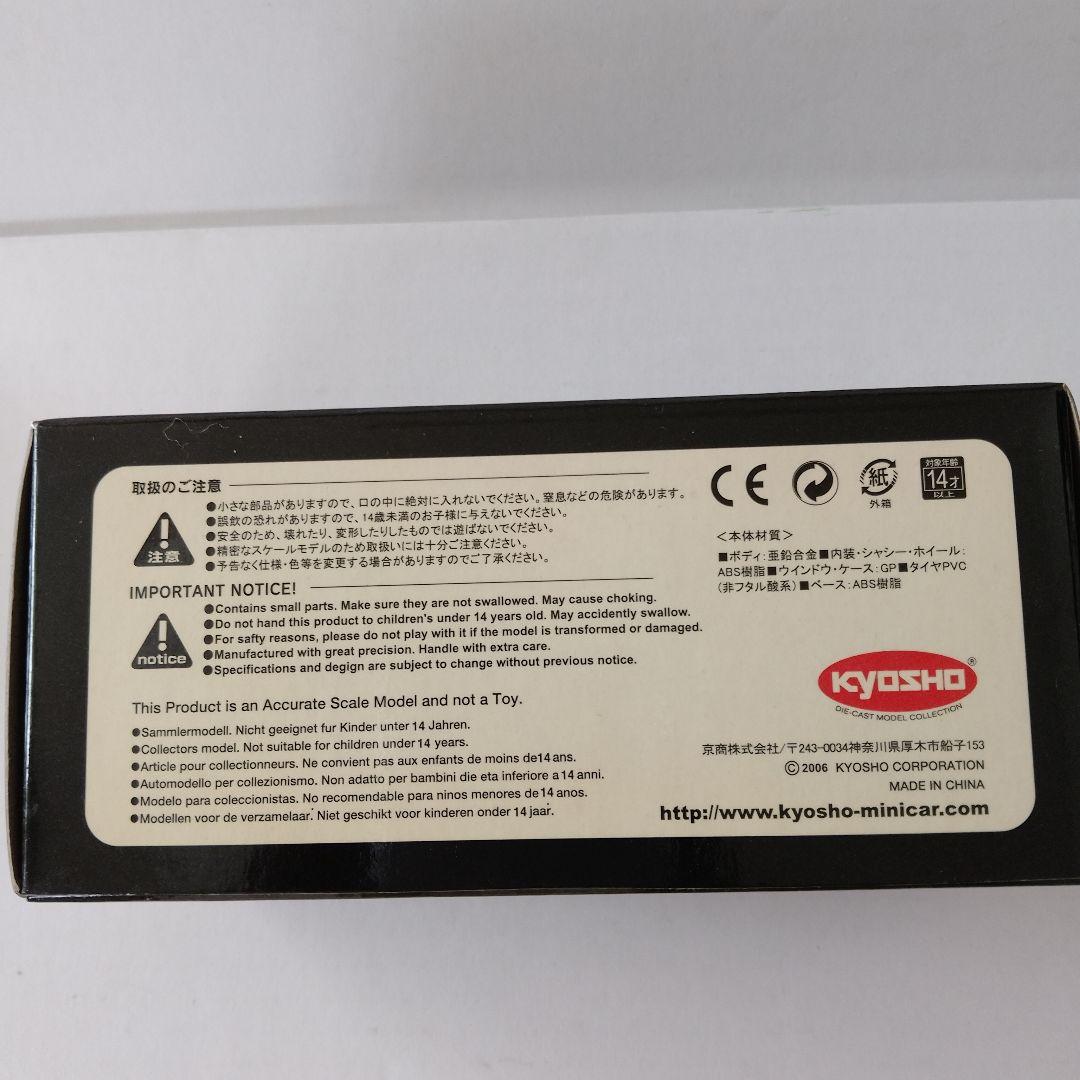 取扱のご注意
注意
●小さな部品がありますので、口の中に絶対に入れないでください。窒息などの危険があります。
●誤飲の恐れがありますので、14歳未満のお子様に与えないでください。
●安全のため、壊れたり、変形したりしたものでは遊ばないでください。
●精密なスケールモデルのため取扱いには十分ご注意ください。
●予告なく仕様・色等を変更する場合がありますのでご了承ください。
IMPORTANT NOTICE!
notice
●Contains small parts. Make sure they are not swallowed. May cause choking.
●Do not hand this product to children's under 14 years old. May accidently swallow.
●For safty reasons, please do not play with it if the model is transformed or damaged.
●Manufactured with great precision. Handle with extra care.
●Specifications and degign are subject to change without previous notice.
This Product is an Accurate Scale Model and not a Toy.
●Sammlermodell. Nicht geeignet fur Kinder unter 14 Jahren.
●Collectors model. Not suitable for children under 14 years.
●Article pour collectionneurs. Ne convient pas aux enfants de moins de14 ans.
●Automodello per collezionismo. Non adatto per bambini die eta inferiore a 14 anni.
●Modelo para coleccionistas. No recomendable para ninos menores de 14 anos.
●Modellen voor de verzamelaar. Niet geschikt voor kinderen onder 14 jaar.
CE
紙
外箱
対象年齢
14才
以上
＜本体材質＞
■ボディ：亜鉛合金■内装・シャシー・ホイール：
ABS樹脂■ウインドウ・ケース：GP■タイヤPVC
（非フタル酸系）■ベース：ABS樹脂
KYOSHO®
DIE-CAST MODEL COLLECTION
京商株式会社/〒243-0034神奈川県厚木市船子153
©2006 KYOSHO CORPORATION
MADE IN CHINA
http://www.kyosho-minicar.com